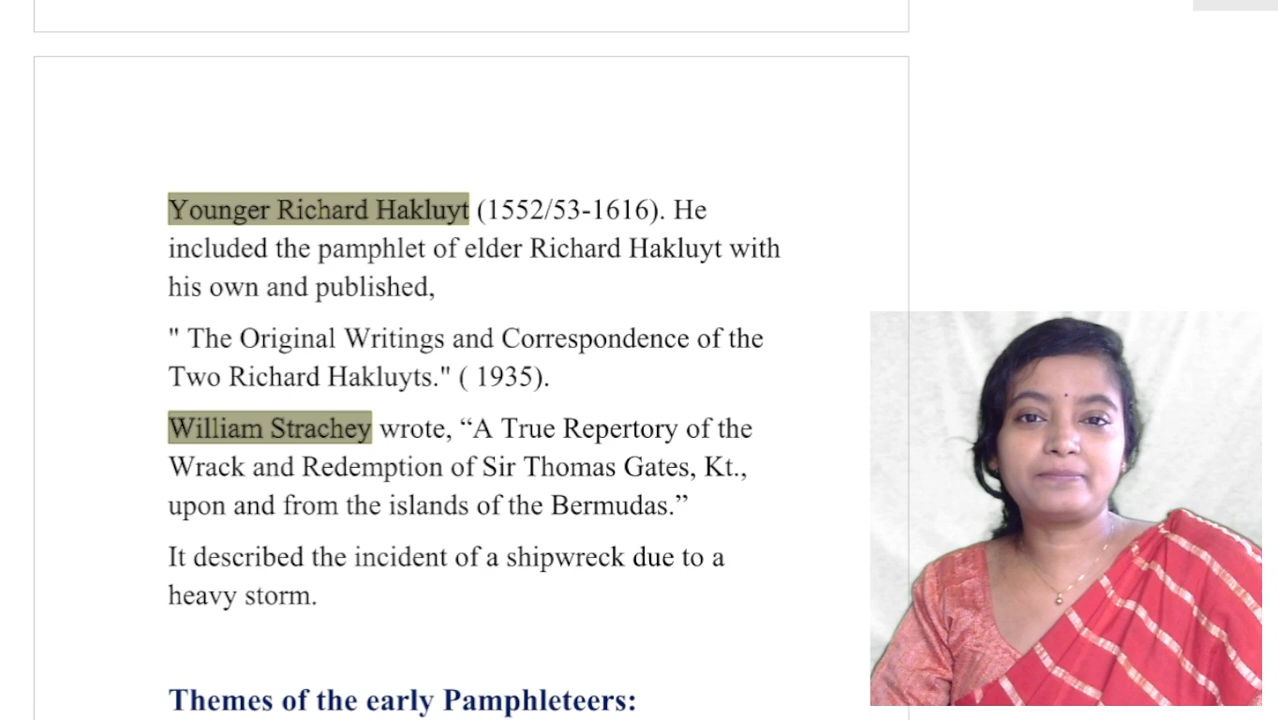 Younger Richard Hakluyt (1552/53-1616). He
included the pamphlet of elder Richard Hakluyt with
his own and published,
" The Original Writings and Correspondence of the
Two Richard Hakluyts." ( 1935).
William Strachey wrote, “A True Repertory of the
Wrack and Redemption of Sir Thomas Gates, Kt.,
upon and from the islands of the Bermudas.”
It described the incident of a shipwreck due to a
heavy storm.
Themes of the early Pamphleteers: